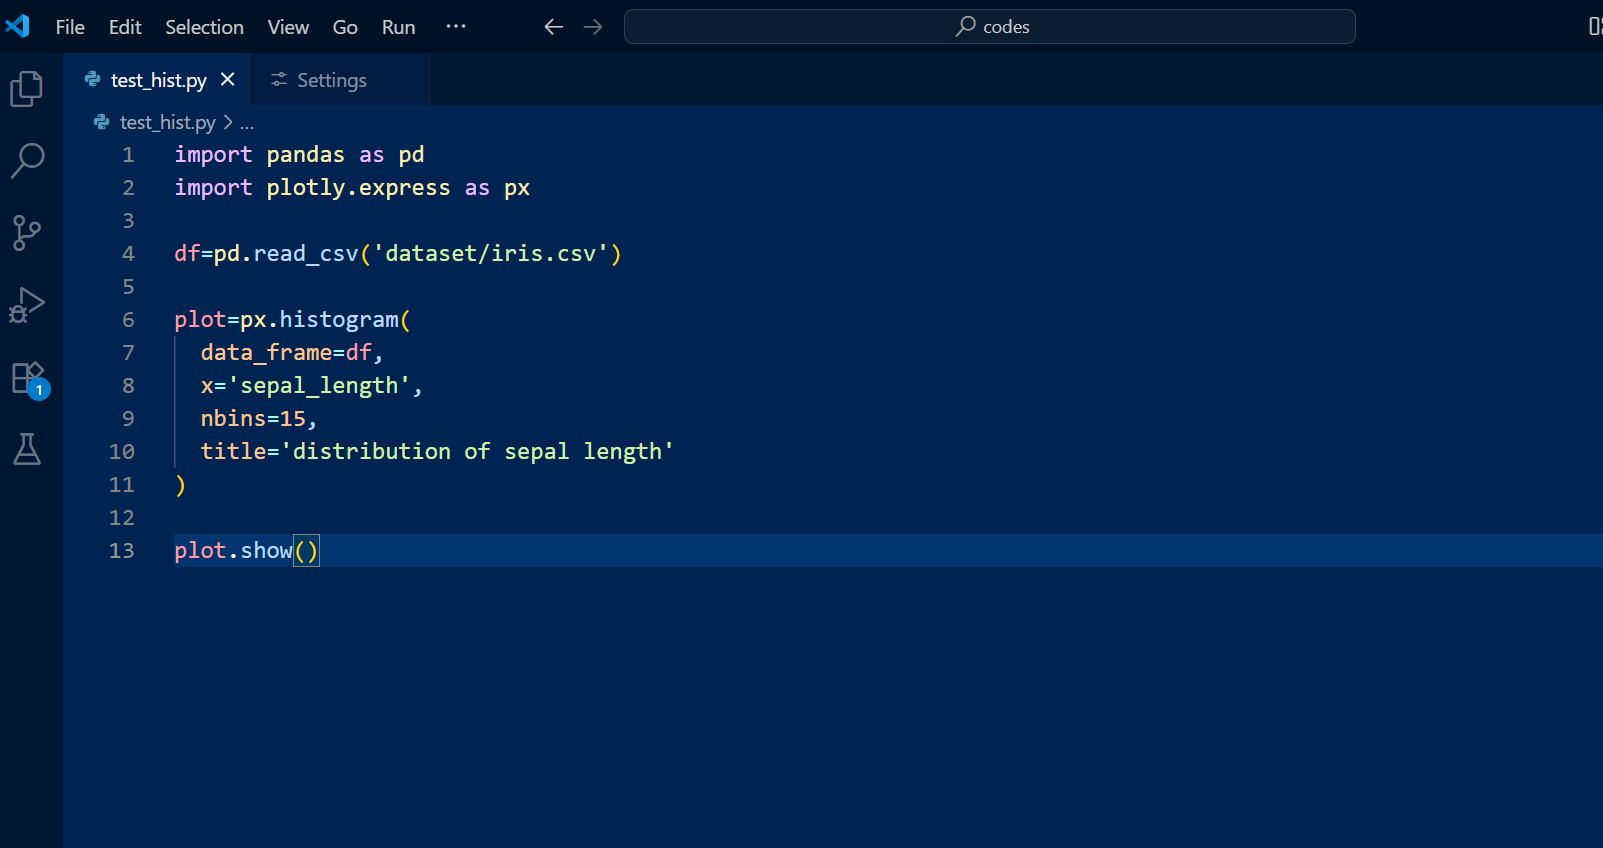 File Edit Selection View Go Run ··· codes
test_hist.py Settings
test_hist.py > ...
1 import pandas as pd
2 import plotly.express as px
3
4 df=pd.read_csv('dataset/iris.csv')
5
6 plot=px.histogram(
7 data_frame=df,
8 x='sepal_length',
9 nbins=15,
10 title='distribution of sepal length'
11 )
12
13 plot.show()
1